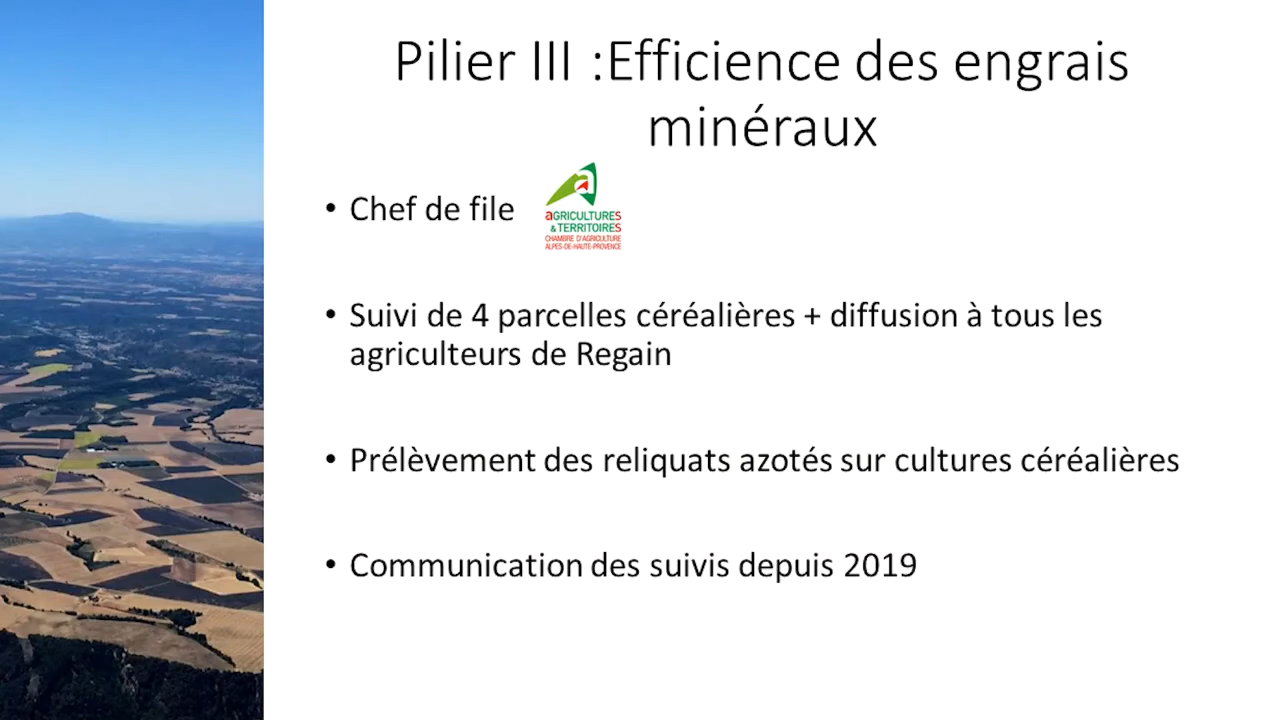 Pilier III :Efficience des engrais
minéraux
• Chef de file
aGRICULTURES
& TERRITOIRES
CHAMBRE D'AGRICULTURE
ALPES-DE-HAUTE-PROVENCE
• Suivi de 4 parcelles céréalières + diffusion à tous les
agriculteurs de Regain
• Prélèvement des reliquats azotés sur cultures céréalières
• Communication des suivis depuis 2019